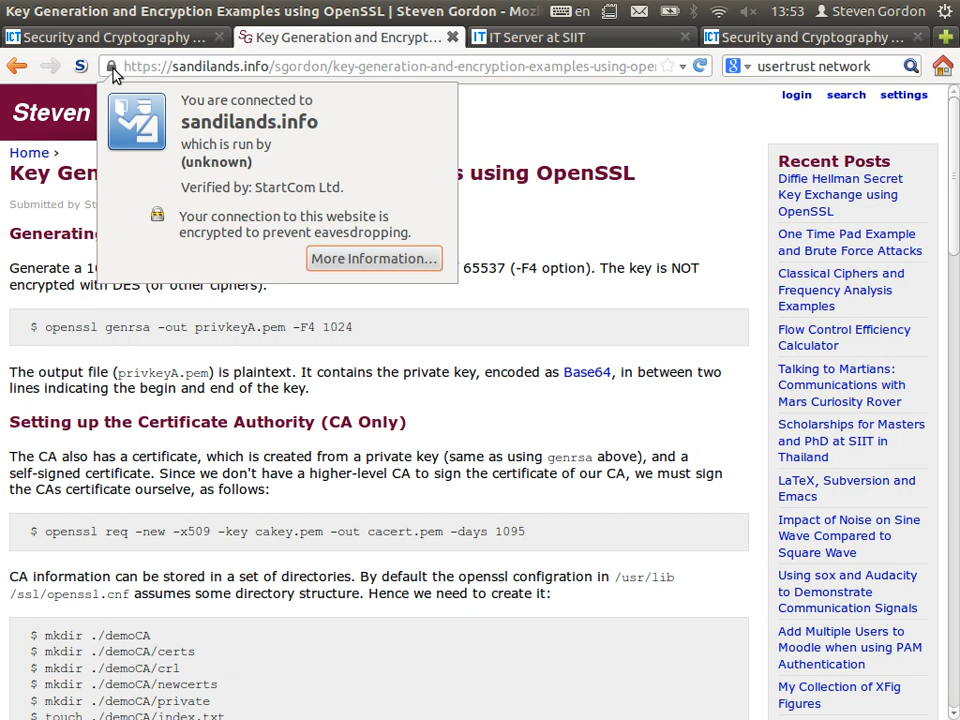 Key Generation and Encryption Examples using OpenSSL | Steven Gordon - Moz
en
13:53
Steven Gordon
ICT Security and Cryptography ...
SG Key Generation and Encrypt...
ICT IT Server at SIIT
ICT Security and Cryptography ...
S
https://sandilands.info/sgordon/key-generation-and-encryption-examples-using-ope
usertrust network
Steven
login search settings
You are connected to
sandilands.info
which is run by
(unknown)
Verified by: StartCom Ltd.
Your connection to this website is
encrypted to prevent eavesdropping.
More Information...
Home ›
Key Gen
s using OpenSSL
Submitted by St
Generating
Generate a 10
65537 (-F4 option). The key is NOT
encrypted with DES (or other ciphers).
$ openssl genrsa -out privkeyA.pem -F4 1024
The output file (privkeyA.pem) is plaintext. It contains the private key, encoded as Base64, in between two
lines indicating the begin and end of the key.
Setting up the Certificate Authority (CA Only)
The CA also has a certificate, which is created from a private key (same as using genrsa above), and a
self-signed certificate. Since we don't have a higher-level CA to sign the certificate of our CA, we must sign
the CAs certificate ourselve, as follows:
$ openssl req -new -x509 -key cakey.pem -out cacert.pem -days 1095
CA information can be stored in a set of directories. By default the openssl configration in /usr/lib
/ssl/openssl.cnf assumes some directory structure. Hence we need to create it:
$ mkdir ./demoCA
$ mkdir ./demoCA/certs
$ mkdir ./demoCA/crl
$ mkdir ./demoCA/newcerts
$ mkdir ./demoCA/private
$ touch ./demoCA/index.txt
Recent Posts
Diffie Hellman Secret
Key Exchange using
OpenSSL
One Time Pad Example
and Brute Force Attacks
Classical Ciphers and
Frequency Analysis
Examples
Flow Control Efficiency
Calculator
Talking to Martians:
Communications with
Mars Curiosity Rover
Scholarships for Masters
and PhD at SIIT in
Thailand
LaTeX, Subversion and
Emacs
Impact of Noise on Sine
Wave Compared to
Square Wave
Using sox and Audacity
to Demonstrate
Communication Signals
Add Multiple Users to
Moodle when using PAM
Authentication
My Collection of XFig
Figures